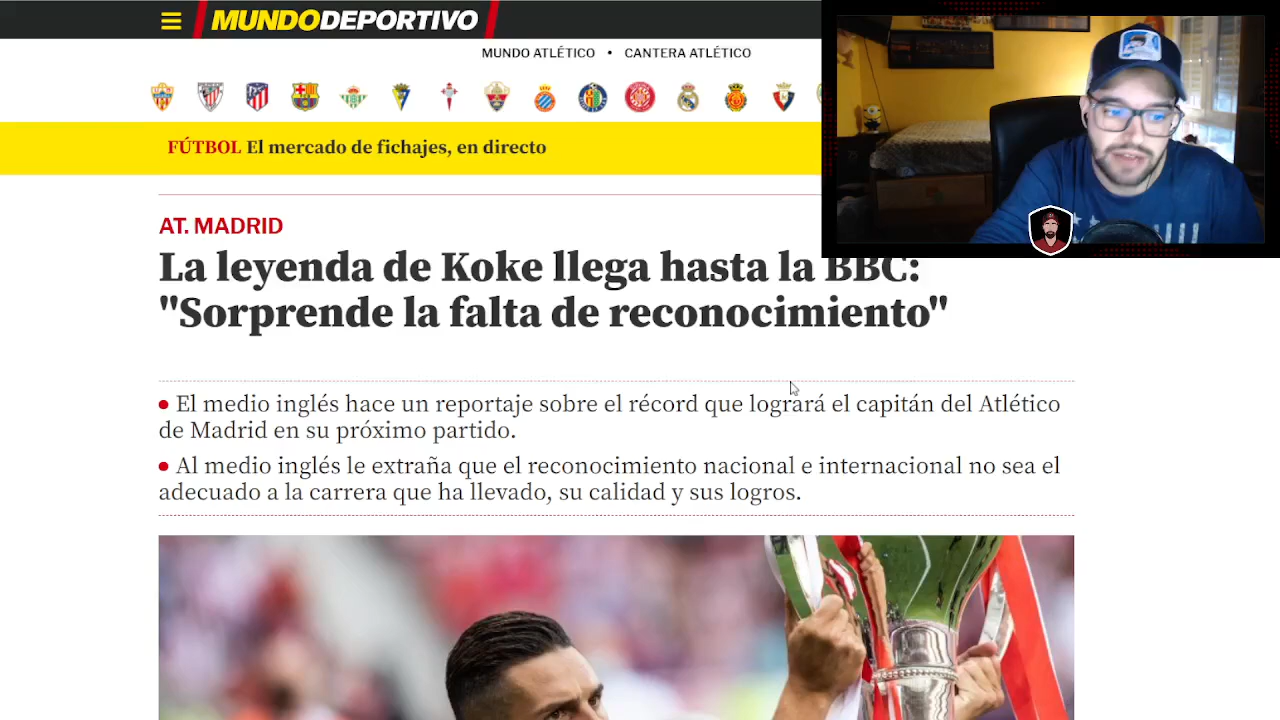 MUNDODEPORTIVO
MUNDO ATLÉTICO • CANTERA ATLÉTICO
FÚTBOL El mercado de fichajes, en directo
AT. MADRID
La leyenda de Koke llega hasta la BBC:
"Sorprende la falta de reconocimiento"
• El medio inglés hace un reportaje sobre el récord que logrará el capitán del Atlético
de Madrid en su próximo partido.
• Al medio inglés le extraña que el reconocimiento nacional e internacional no sea el
adecuado a la carrera que ha llevado, su calidad y sus logros.